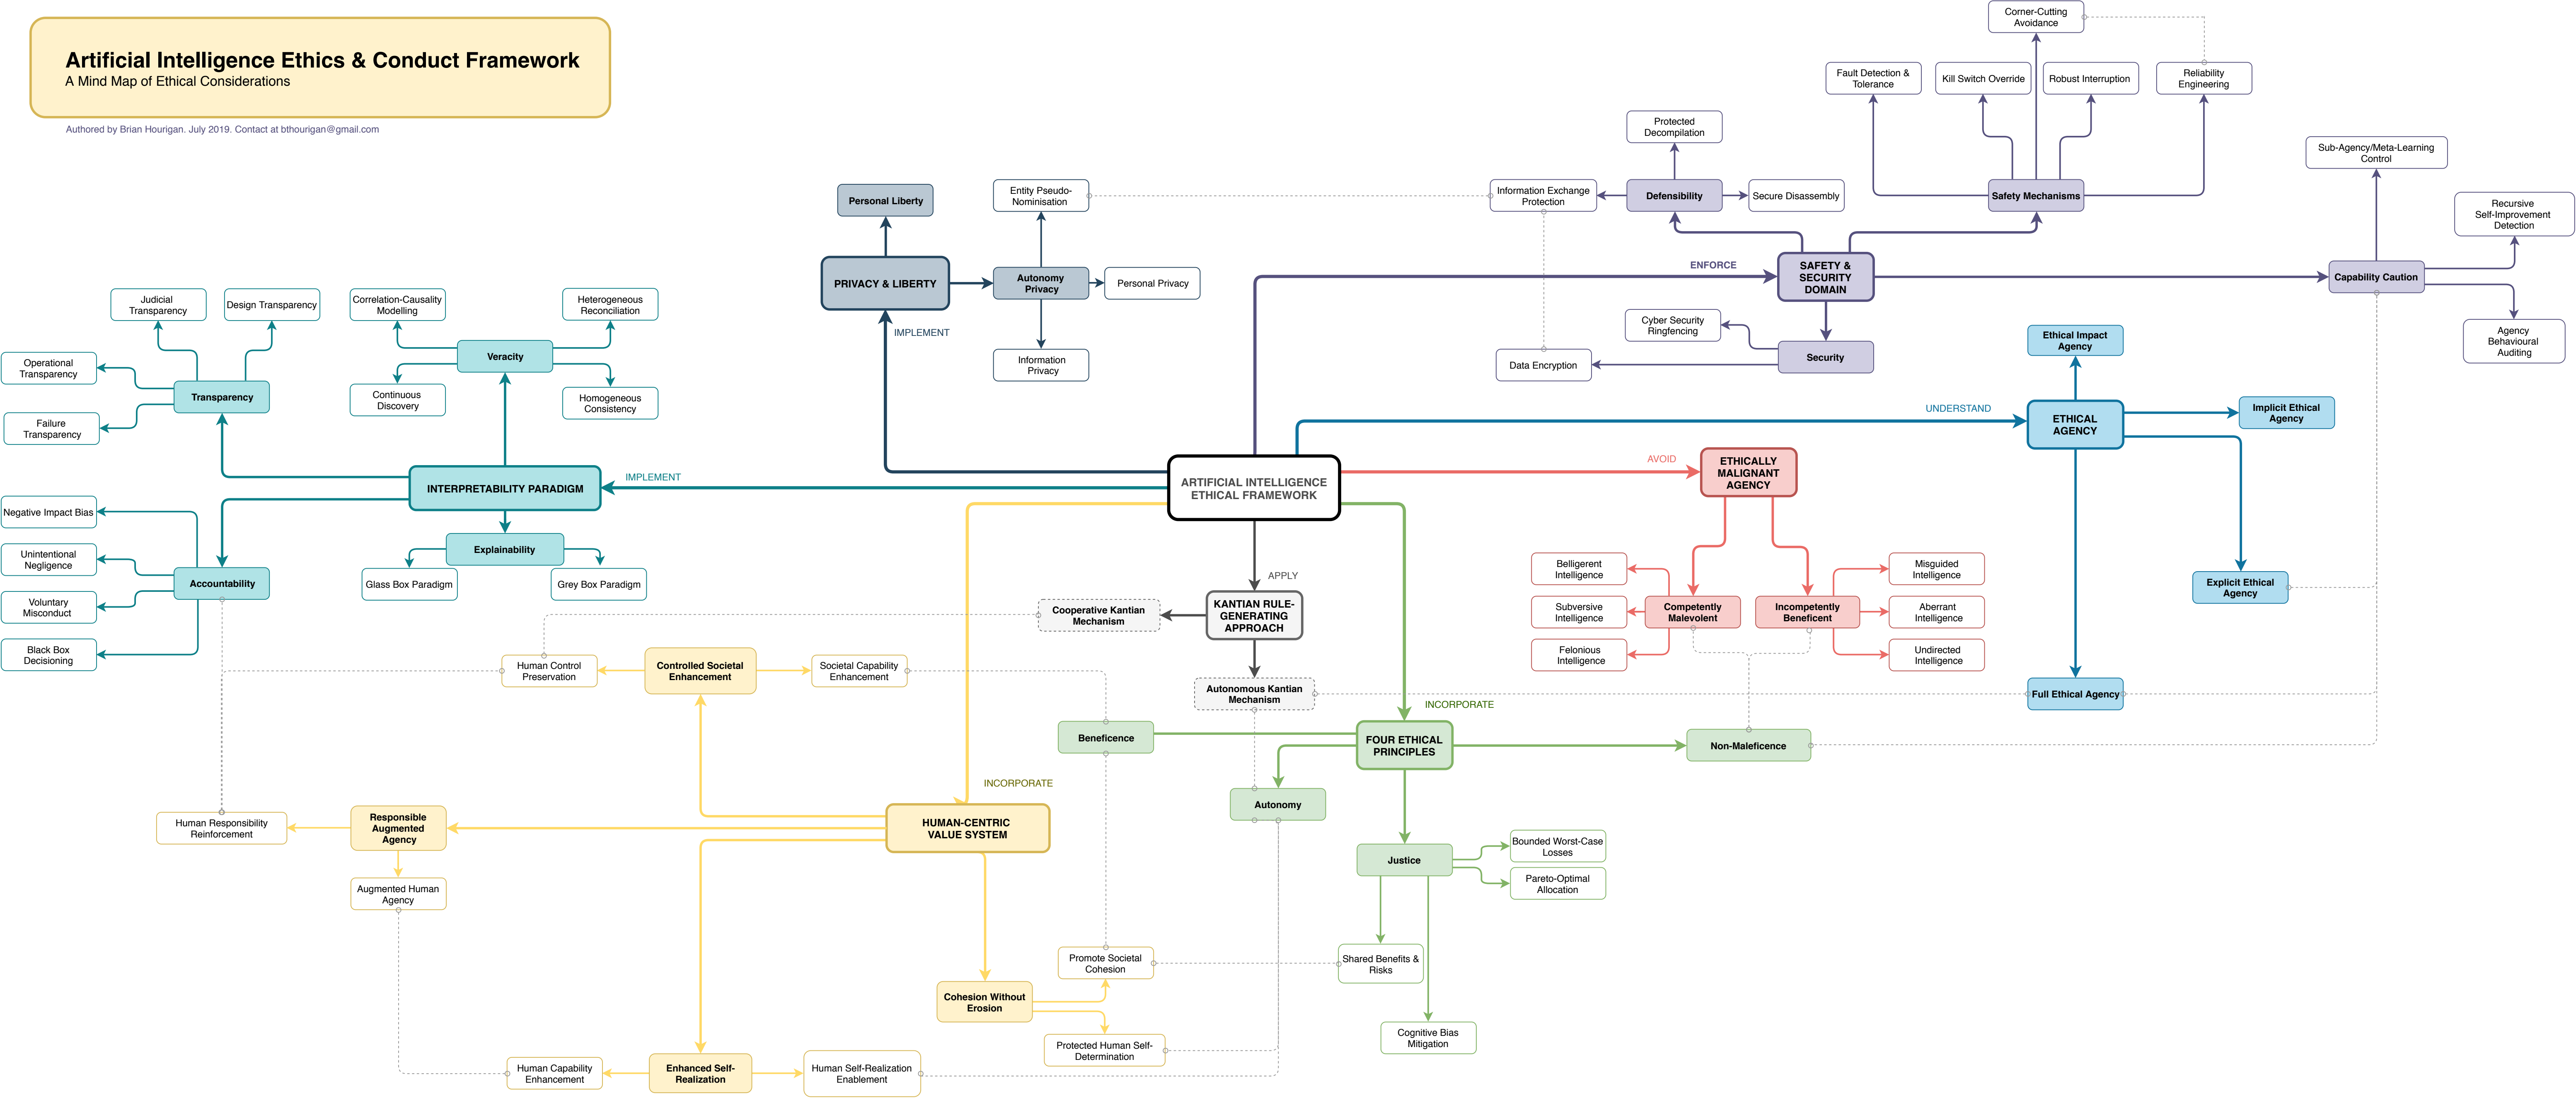 Artificial Intelligence Ethics & Conduct Framework
A Mind Map of Ethical Considerations
Authored by Brian Hourigan. July 2019. Contact at bthourigan@gmail.com
Corner-Cutting
Avoidance
Fault Detection &
Tolerance
Kill Switch Override
Robust Interruption
Reliability
Engineering
Protected
Decompilation
Sub-Agency/Meta-Learning
Control
Personal Liberty
Entity Pseudo-
Nominisation
Information Exchange
Protection
Defensibility
Secure Disassembly
Safety Mechanisms
Recursive
Self-Improvement
Detection
PRIVACY & LIBERTY
Autonomy
Privacy
Personal Privacy
ENFORCE
SAFETY &
SECURITY
DOMAIN
Capability Caution
IMPLEMENT
Information
Privacy
Cyber Security
Ringfencing
Data Encryption
Security
Agency
Behavioural
Auditing
Judicial
Transparency
Design Transparency
Correlation-Causality
Modelling
Heterogeneous
Reconciliation
Operational
Transparency
Veracity
Transparency
Continuous
Discovery
Homogeneous
Consistency
Failure
Transparency
Ethical Impact
Agency
UNDERSTAND
ETHICAL
AGENCY
Implicit Ethical
Agency
INTERPRETABILITY PARADIGM
IMPLEMENT
ARTIFICIAL INTELLIGENCE
ETHICAL FRAMEWORK
AVOID
ETHICALLY
MALIGNANT
AGENCY
Negative Impact Bias
Unintentional
Negligence
Explainability
Accountability
Glass Box Paradigm
Grey Box Paradigm
Voluntary
Misconduct
Black Box
Decisioning
APPLY
Cooperative Kantian
Mechanism
KANTIAN RULE-
GENERATING
APPROACH
Belligerent
Intelligence
Misguided
Intelligence
Subversive
Intelligence
Competently
Malevolent
Incompetently
Beneficent
Aberrant
Intelligence
Felonious
Intelligence
Undirected
Intelligence
Explicit Ethical
Agency
Human Control
Preservation
Controlled Societal
Enhancement
Societal Capability
Enhancement
Autonomous Kantian
Mechanism
Full Ethical Agency
INCORPORATE
Beneficence
FOUR ETHICAL
PRINCIPLES
Non-Maleficence
INCORPORATE
Autonomy
Human Responsibility
Reinforcement
Responsible
Augmented
Agency
HUMAN-CENTRIC
VALUE SYSTEM
Justice
Bounded Worst-Case
Losses
Pareto-Optimal
Allocation
Augmented Human
Agency
Promote Societal
Cohesion
Shared Benefits &
Risks
Cohesion Without
Erosion
Cognitive Bias
Mitigation
Protected Human Self-
Determination
Human Capability
Enhancement
Enhanced Self-
Realization
Human Self-Realization
Enablement